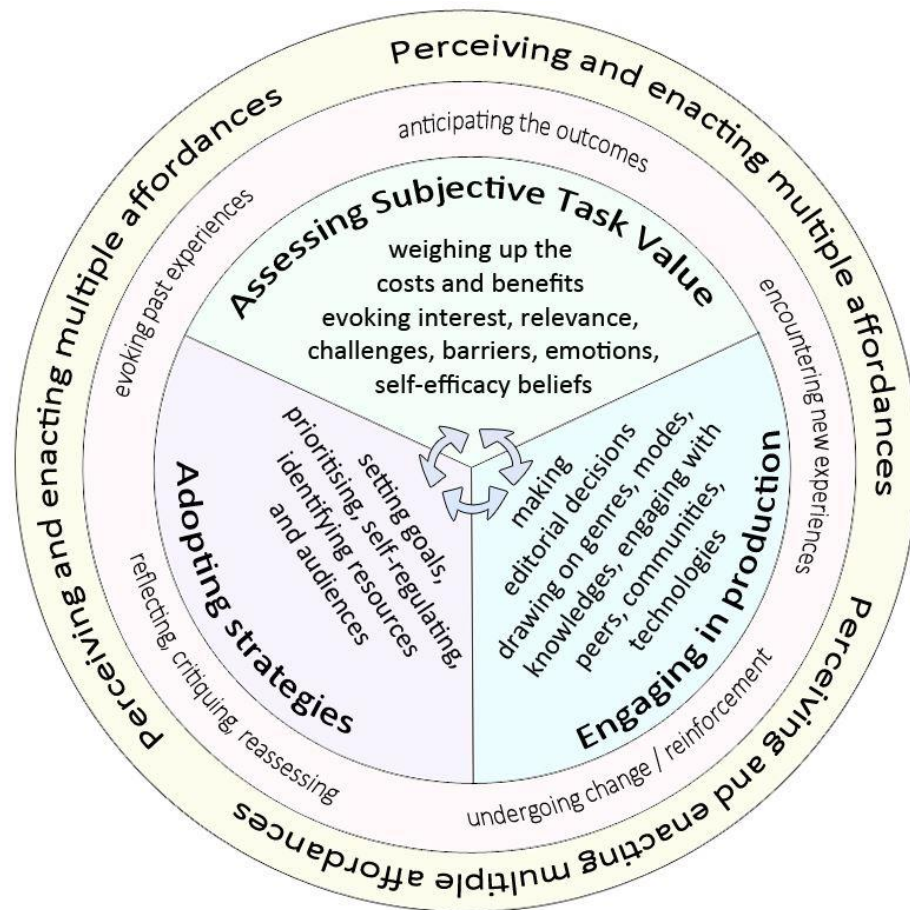 Perceiving and enacting multiple affordances
Perceiving and enacting multiple affordances
Perceiving and enacting multiple affordances
anticipating the outcomes
encountering new experiences
undergoing change / reinforcement
reflecting, critiquing, reassessing
evoking past experiences
Assessing Subjective Task Value
weighing up the
costs and benefits
evoking interest, relevance,
challenges, barriers, emotions,
self-efficacy beliefs
making
editorial decisions
drawing on genres, modes,
knowledges, engaging with
peers, communities,
technologies
Engaging in production
setting goals,
prioritising, self-regulating,
identifying resources
and audiences
Adopting strategies